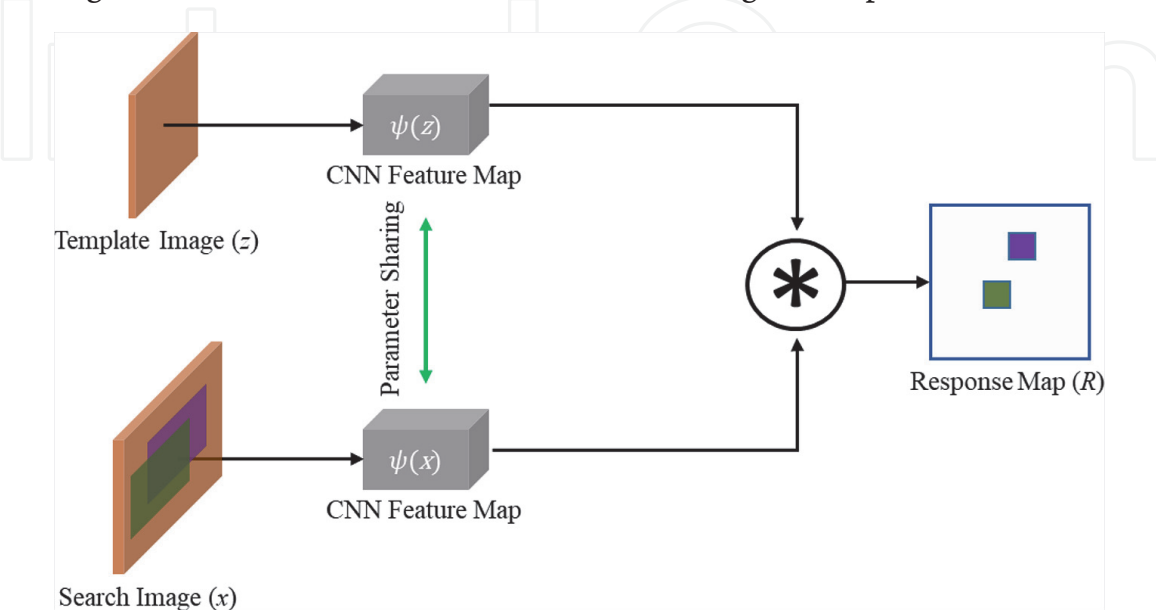 ψ(z)
CNN Feature Map
Template Image (z)
Parameter Sharing
*
Response Map (R)
ψ(x)
CNN Feature Map
Search Image (x)